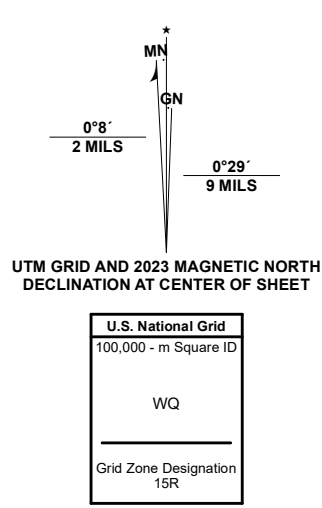 ★
MN
GN
0°8´
2 MILS
0°29´
9 MILS
UTM GRID AND 2023 MAGNETIC NORTH
DECLINATION AT CENTER OF SHEET
U.S. National Grid
100,000 - m Square ID
WQ
Grid Zone Designation
15R